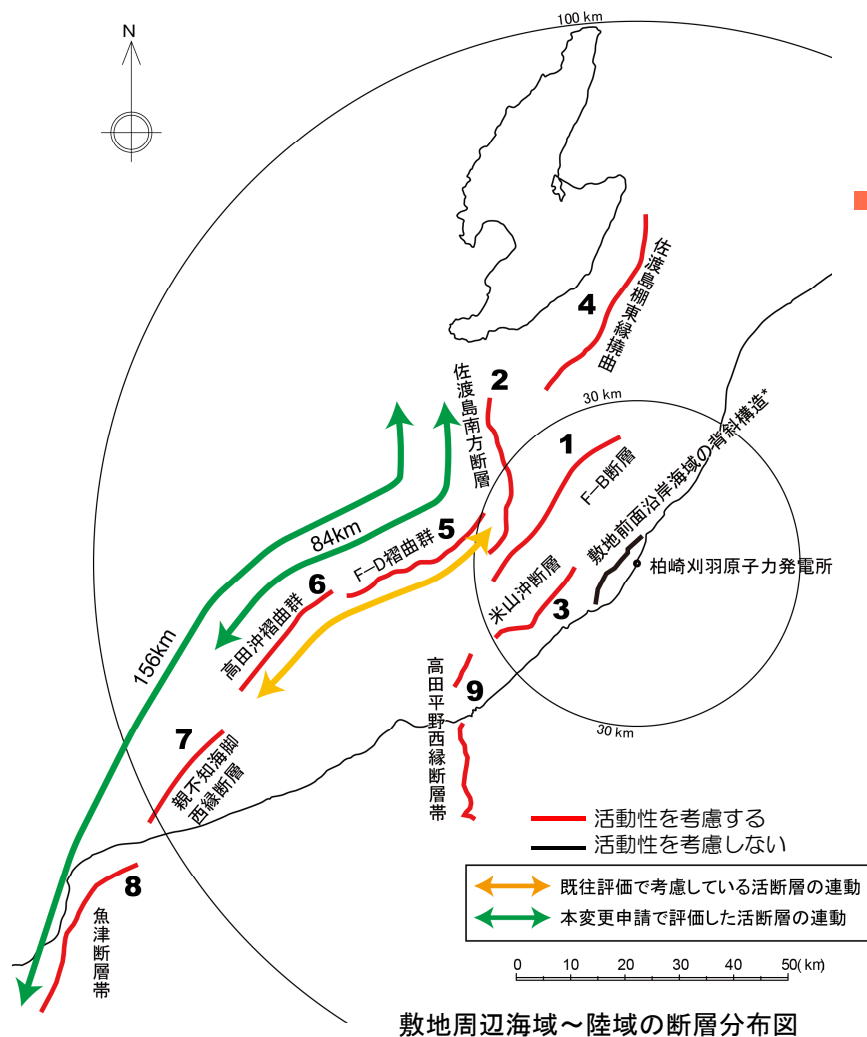 100 km
N
佐渡島棚東縁撓曲
4
2
佐渡島南方断層
30 km
1
F-B断層
敷地前面沿岸海域の背斜構造*
84km
5
F-D褶曲群
柏崎刈羽原子力発電所
6
米山沖断層
3
高田沖褶曲群
156km
9
高田平野西縁断層帯
7
親不知海脚
西縁断層
30 km
8
魚津断層帯
活動性を考慮する
活動性を考慮しない
既往評価で考慮している活断層の連動
本変更申請で評価した活断層の連動
0 10 20 30 40 50(km)
敷地周辺海域～陸域の断層分布図